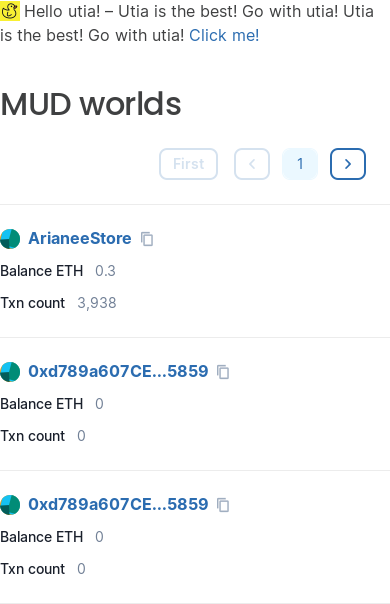 Hello utia! – Utia is the best! Go with utia! Utia
is the best! Go with utia! Click me!
MUD worlds
First
1
ArianeeStore
Balance ETH 0.3
Txn count 3,938
0xd789a607CE...5859
Balance ETH 0
Txn count 0
0xd789a607CE...5859
Balance ETH 0
Txn count 0